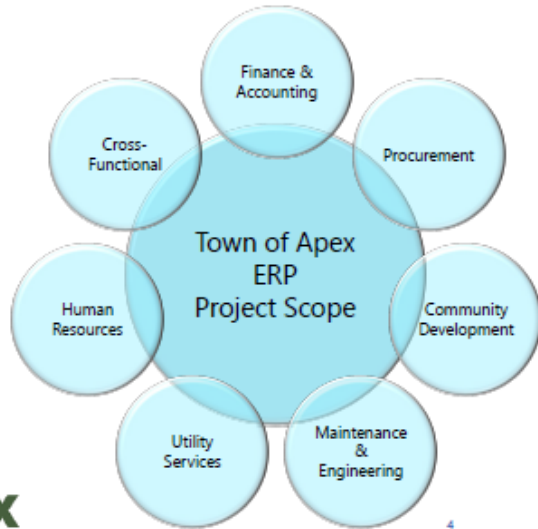 Finance &
Accounting
Cross-
Functional
Procurement
Town of Apex
ERP
Project Scope
Human
Resources
Community
Development
Utility
Services
Maintenance
&
Engineering
x
4